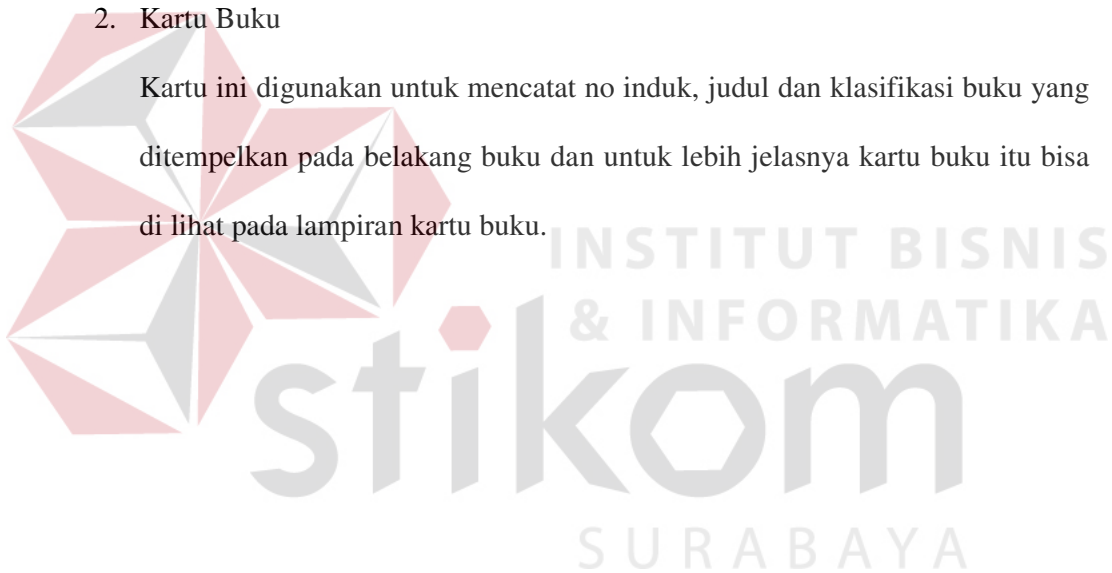 2. Kartu Buku
Kartu ini digunakan untuk mencatat no induk, judul dan klasifikasi buku yang
ditempelkan pada belakang buku dan untuk lebih jelasnya kartu buku itu bisa
di lihat pada lampiran kartu buku.
INSTITUT BISNIS
& INFORMATIKA
stikom
SURABAYA